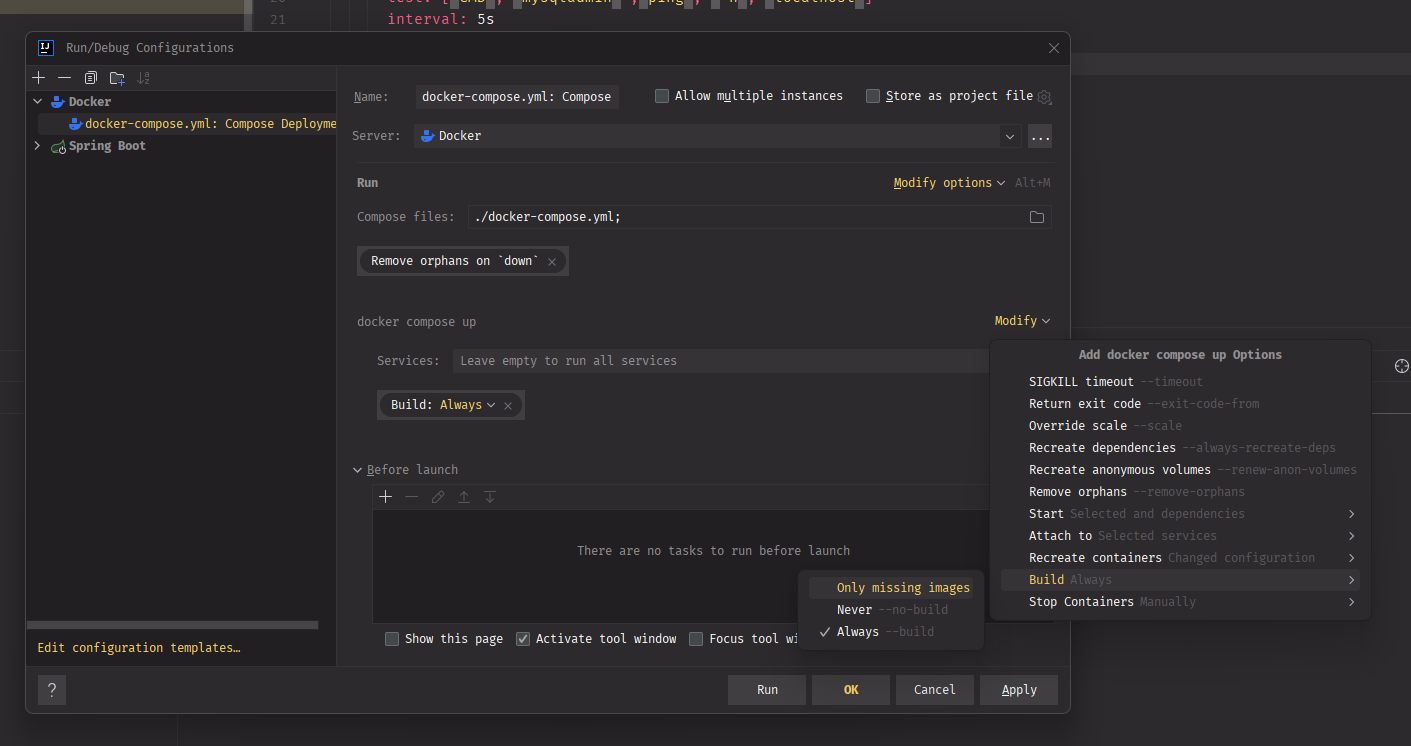 interval: 5s
21
Run/Debug Configurations
Docker
docker-compose.yml: Compose Deployme
Spring Boot
Edit configuration templates…
Name:
docker-compose.yml: Compose
Allow multiple instances
Store as project file
Server:
Docker
...
Run
Modify options
Alt+M
Compose files:
./docker-compose.yml;
Remove orphans on `down`
docker compose up
Modify
Services:
Leave empty to run all services
Build: Always
Before launch
There are no tasks to run before launch
Show this page
Activate tool window
Focus tool wi
Add docker compose up Options
SIGKILL timeout --timeout
Return exit code --exit-code-from
Override scale --scale
Recreate dependencies --always-recreate-deps
Recreate anonymous volumes --renew-anon-volumes
Remove orphans --remove-orphans
Start Selected and dependencies
Attach to Selected services
Recreate containers Changed configuration
Build Always
Stop Containers Manually
Only missing images
Never --no-build
Always --build
?
Run
OK
Cancel
Apply